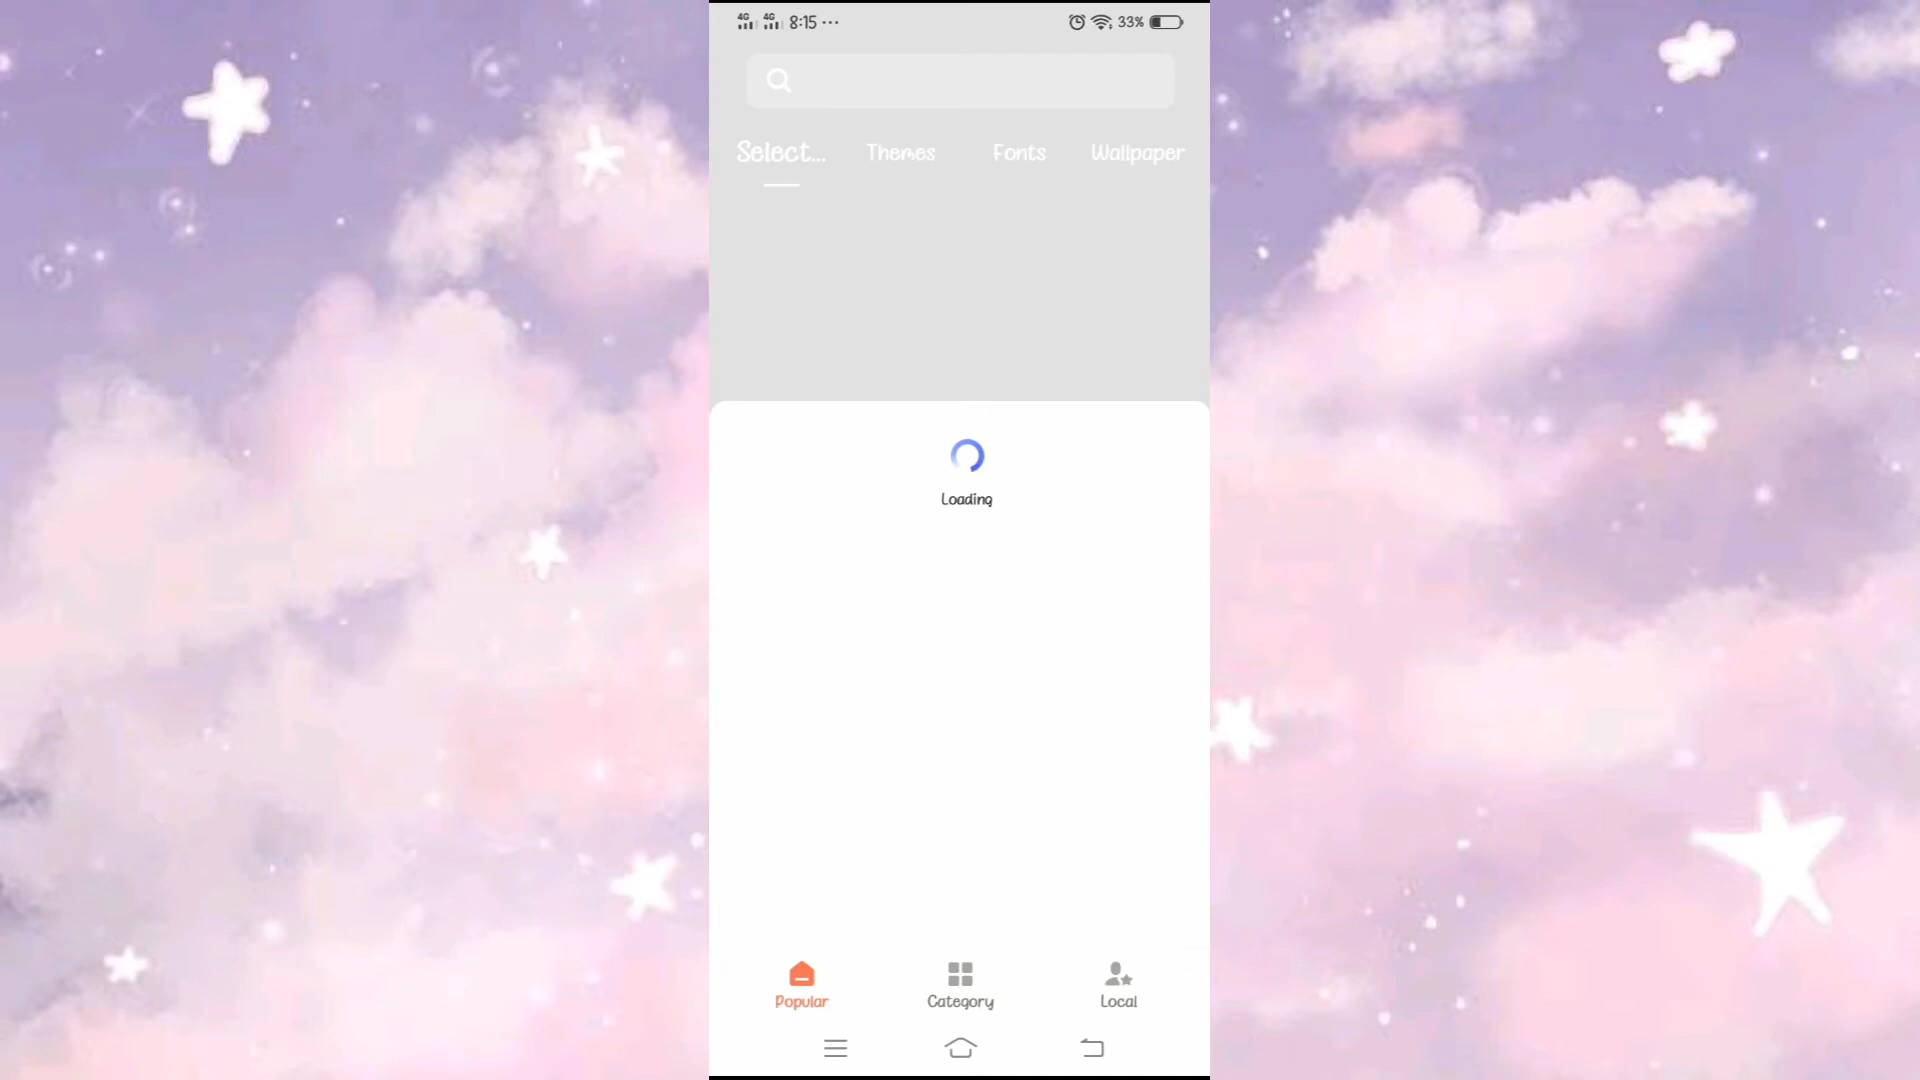 4G 4G 8:15 ... 33%
Select... Themes Fonts Wallpaper
Loading
Popular Category Local